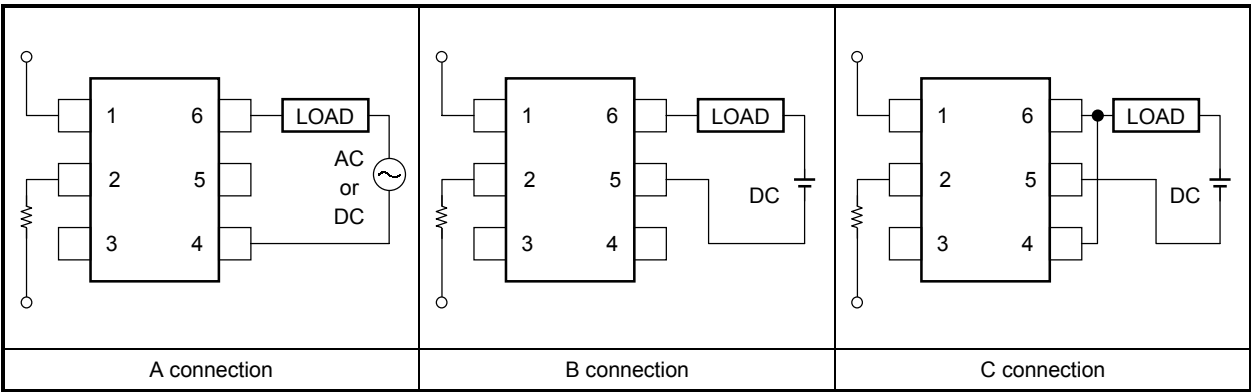 1 6 LOAD
2 5 AC or DC
3 4
A connection
1 6 LOAD
2 5 DC
3 4
B connection
1 6 LOAD
2 5 DC
3 4
C connection